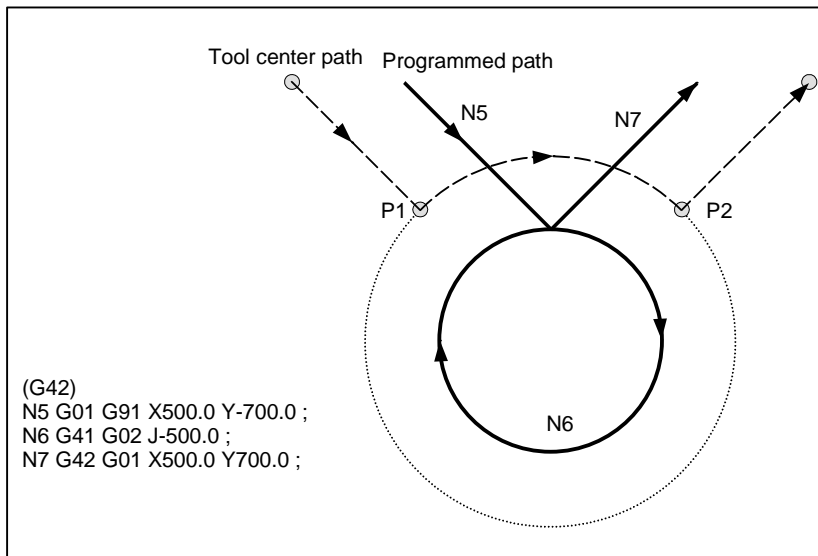 Tool center path
Programmed path
N5
N7
P1
P2
N6
(G42)
N5 G01 G91 X500.0 Y-700.0 ;
N6 G41 G02 J-500.0 ;
N7 G42 G01 X500.0 Y700.0 ;